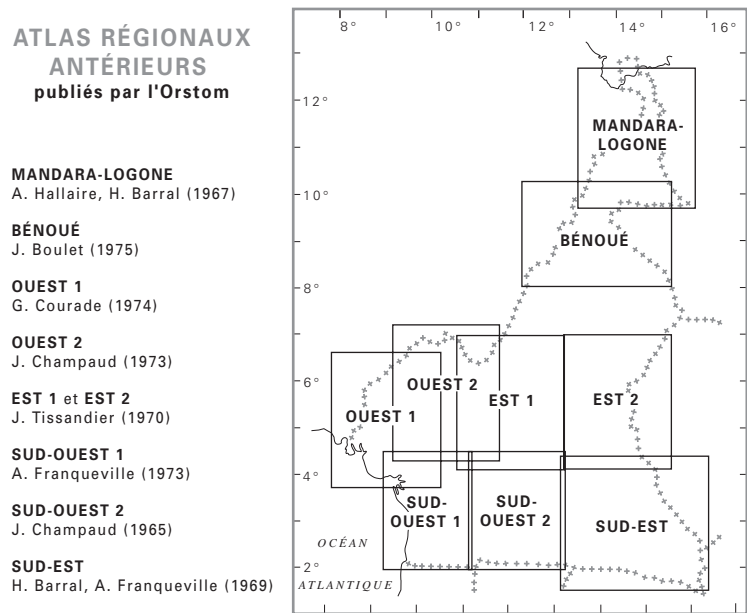 ATLAS RÉGIONAUX
ANTÉRIEURS
publiés par l'Orstom
MANDARA-LOGONE
A. Hallaire, H. Barral (1967)
BÉNOUÉ
J. Boulet (1975)
OUEST 1
G. Courade (1974)
OUEST 2
J. Champaud (1973)
EST 1 et EST 2
J. Tissandier (1970)
SUD-OUEST 1
A. Franqueville (1973)
SUD-OUEST 2
J. Champaud (1965)
SUD-EST
H. Barral, A. Franqueville (1969)
8° 10° 12° 14° 16°
12°
MANDARA-
LOGONE
10°
BÉNOUÉ
8°
6°
OUEST 2
OUEST 1
EST 1
EST 2
4°
SUD-
OUEST 1
SUD-
OUEST 2
SUD-EST
OCÉAN
2°
ATLANTIQUE